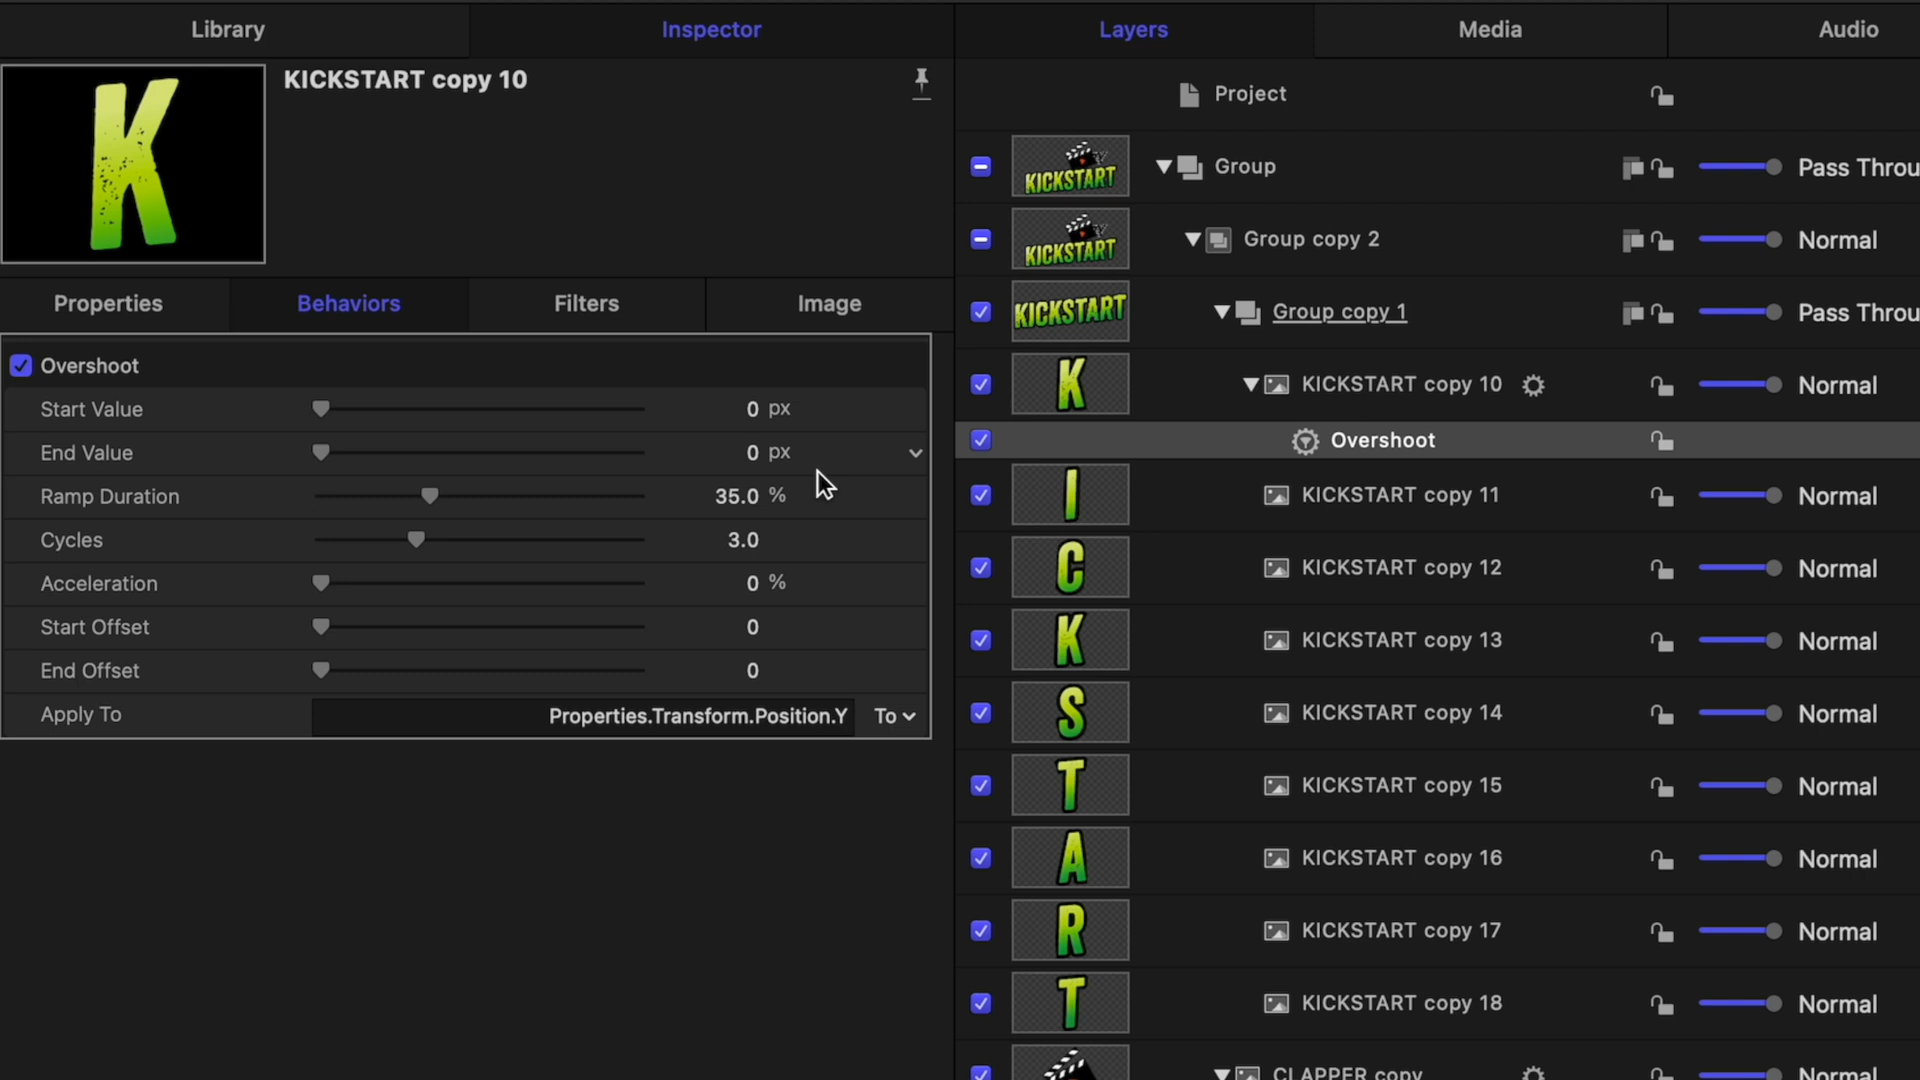 Library
Inspector
Layers
Media
Audio
KICKSTART copy 10
Properties
Behaviors
Filters
Image
Overshoot
Start Value 0 px
End Value 0 px
Ramp Duration 35.0 %
Cycles 3.0
Acceleration 0 %
Start Offset 0
End Offset 0
Apply To Properties.Transform.Position.Y To
Project
KICKSTART Group Pass Throu
KICKSTART Group copy 2 Normal
KICKSTART Group copy 1 Pass Throu
K KICKSTART copy 10 Normal
Overshoot
I KICKSTART copy 11 Normal
C KICKSTART copy 12 Normal
K KICKSTART copy 13 Normal
S KICKSTART copy 14 Normal
T KICKSTART copy 15 Normal
A KICKSTART copy 16 Normal
R KICKSTART copy 17 Normal
T KICKSTART copy 18 Normal
CLAPPER copy Normal
K